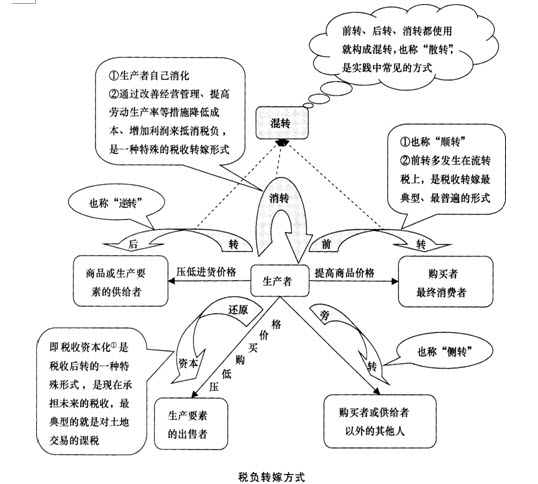 前转、后转、消转都使用
就构成混转,也称“散转”,
是实践中常见的方式
①生产者自己消化
②通过改善经营管理、提高
劳动生产率等措施降低成
本、增加利润来抵消税负,
是一种特殊的税收转嫁形式
混转
①也称“顺转”
②前转多发生在流转
税上,是税收转嫁最
典型、最普遍的形式
也称“逆转”
消转
后 转
前 转
商品或生产要
素的供给者
压低进货价格
生产者
提高商品价格
购买者
最终消费者
还原
资本
压低购买价格
旁
转
也称“侧转”
即税收资本化①是
税收后转的一种特
殊形式,是现在承
担未来的税收,最
典型的就是对土地
交易的课税
生产要素
的出售者
购买者或供给者
以外的其他人
税负转嫁方式